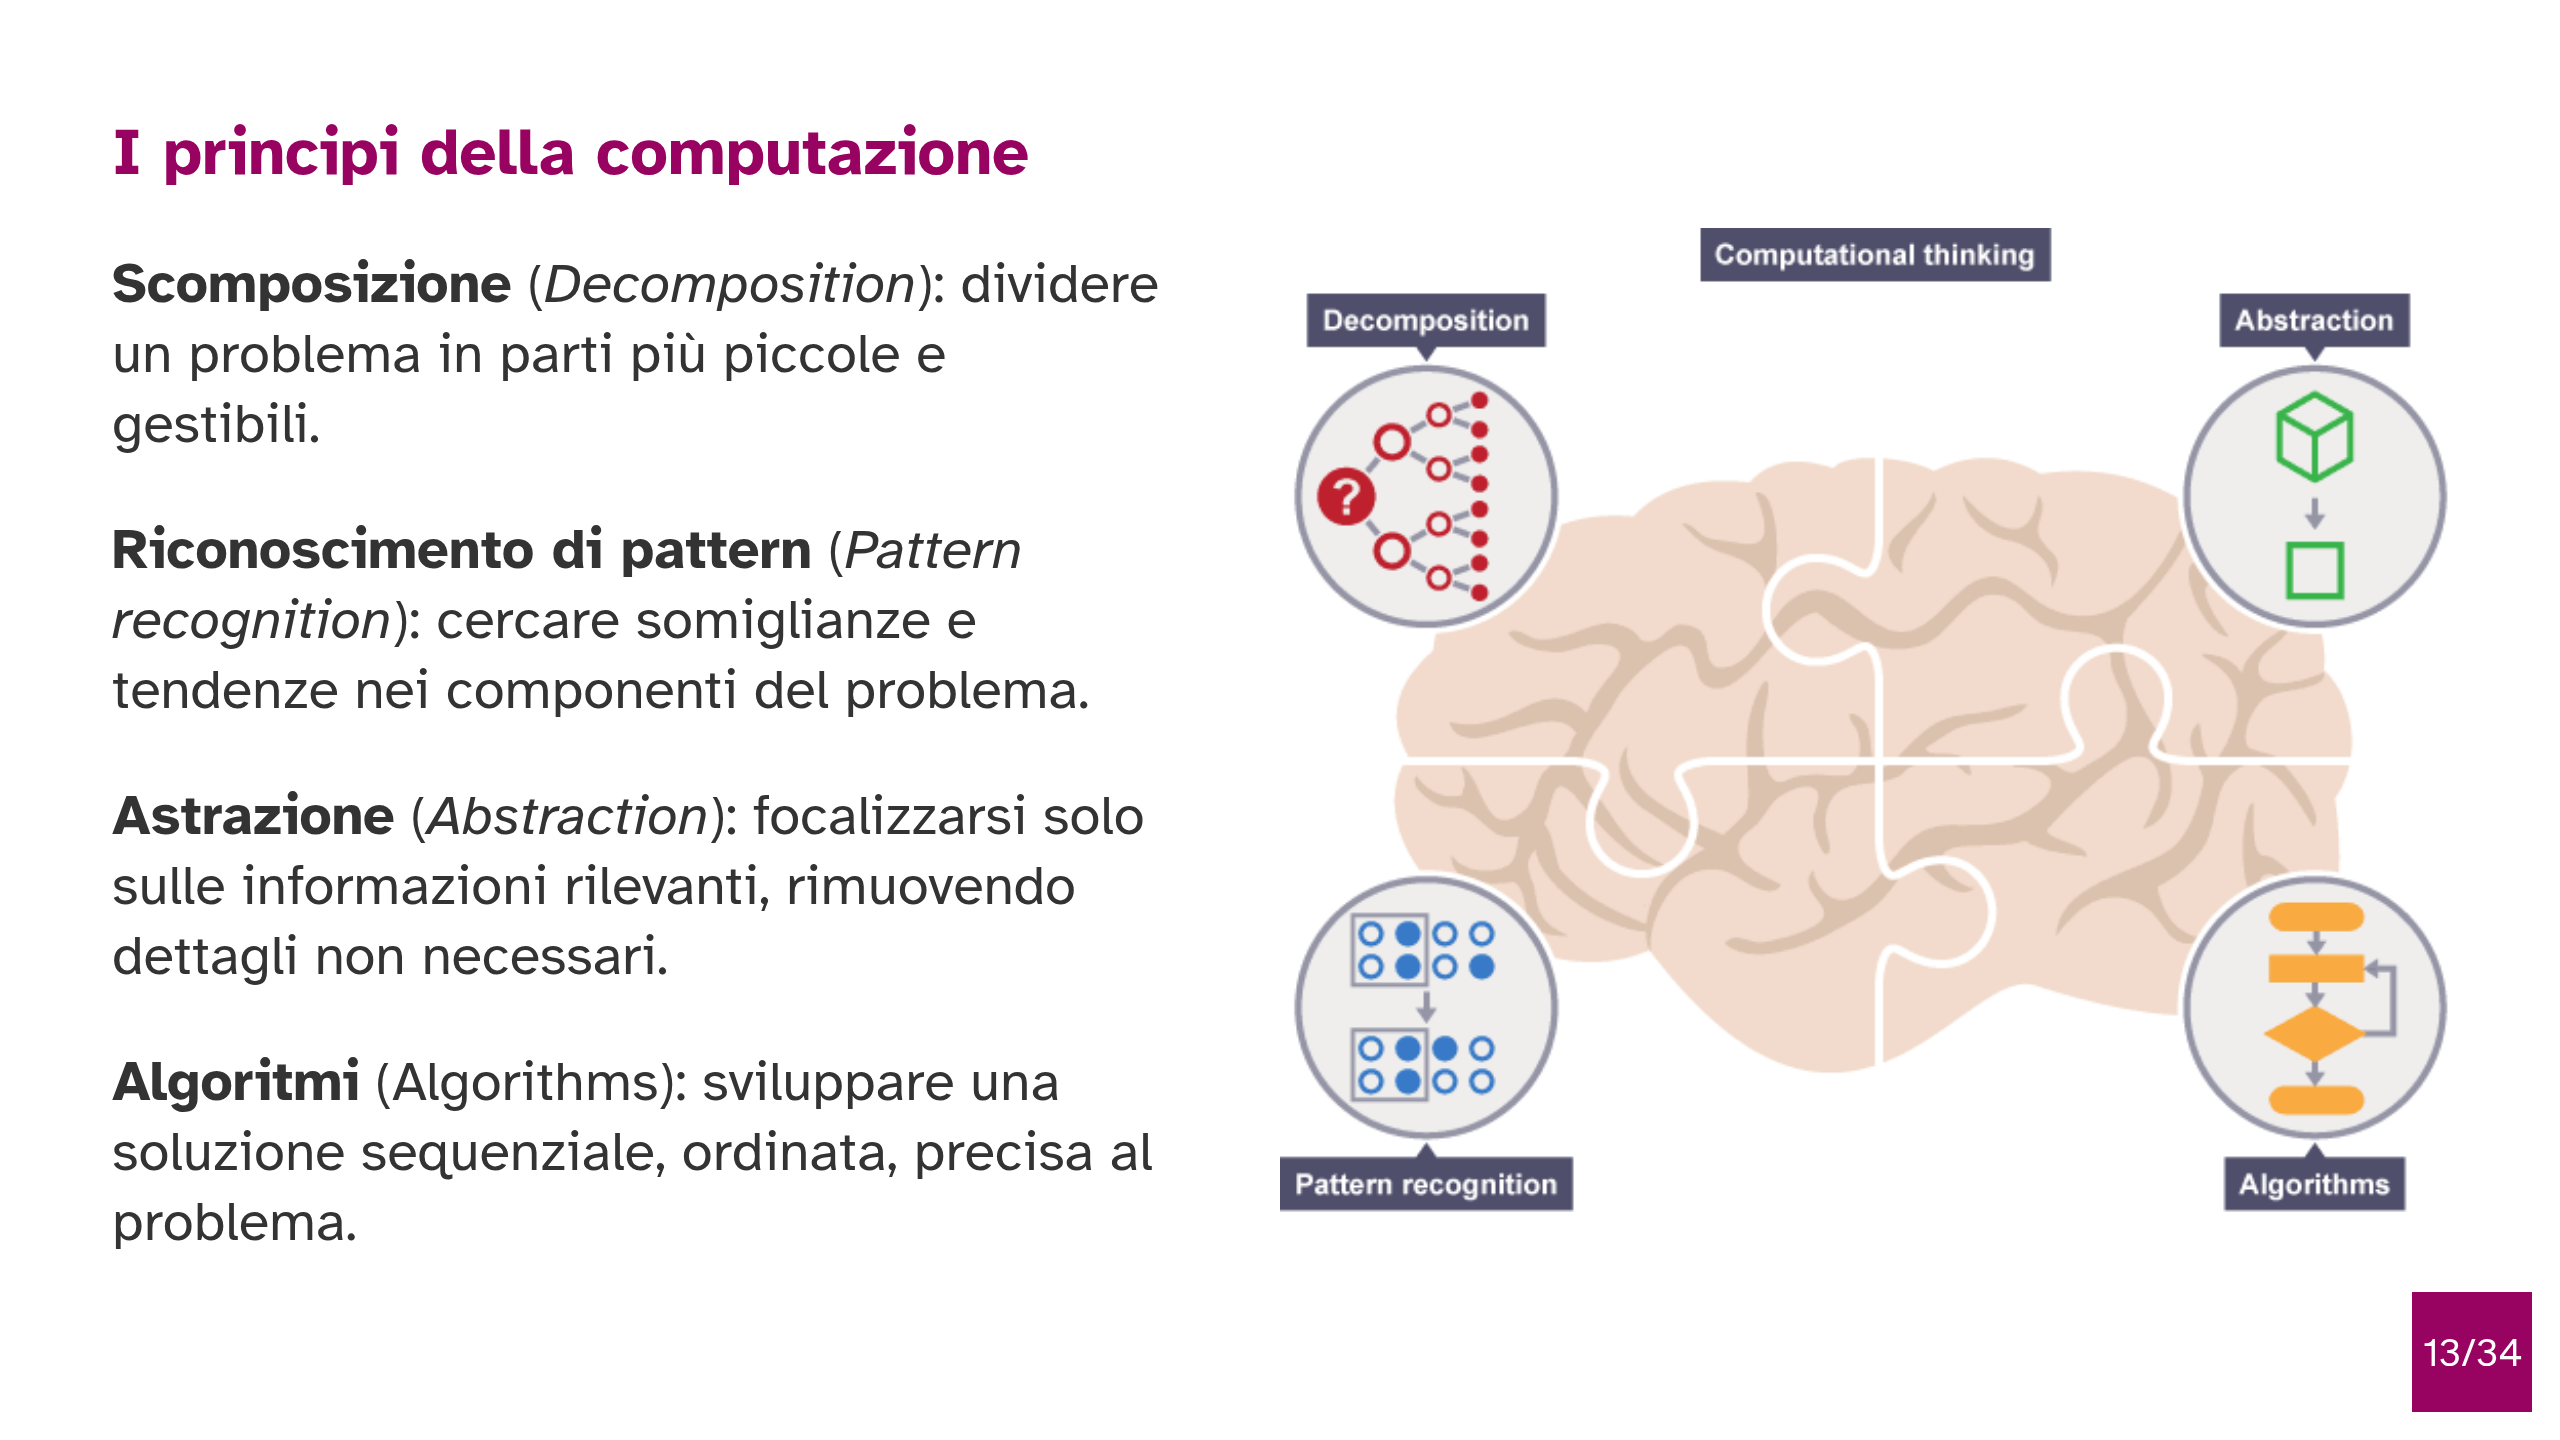 I principi della computazione
Scomposizione (Decomposition): dividere
un problema in parti più piccole e
gestibili.
Riconoscimento di pattern (Pattern
recognition): cercare somiglianze e
tendenze nei componenti del problema.
Astrazione (Abstraction): focalizzarsi solo
sulle informazioni rilevanti, rimuovendo
dettagli non necessari.
Algoritmi (Algorithms): sviluppare una
soluzione sequenziale, ordinata, precisa al
problema.
Computational thinking
Decomposition
Abstraction
?
Pattern recognition
Algorithms
13/34